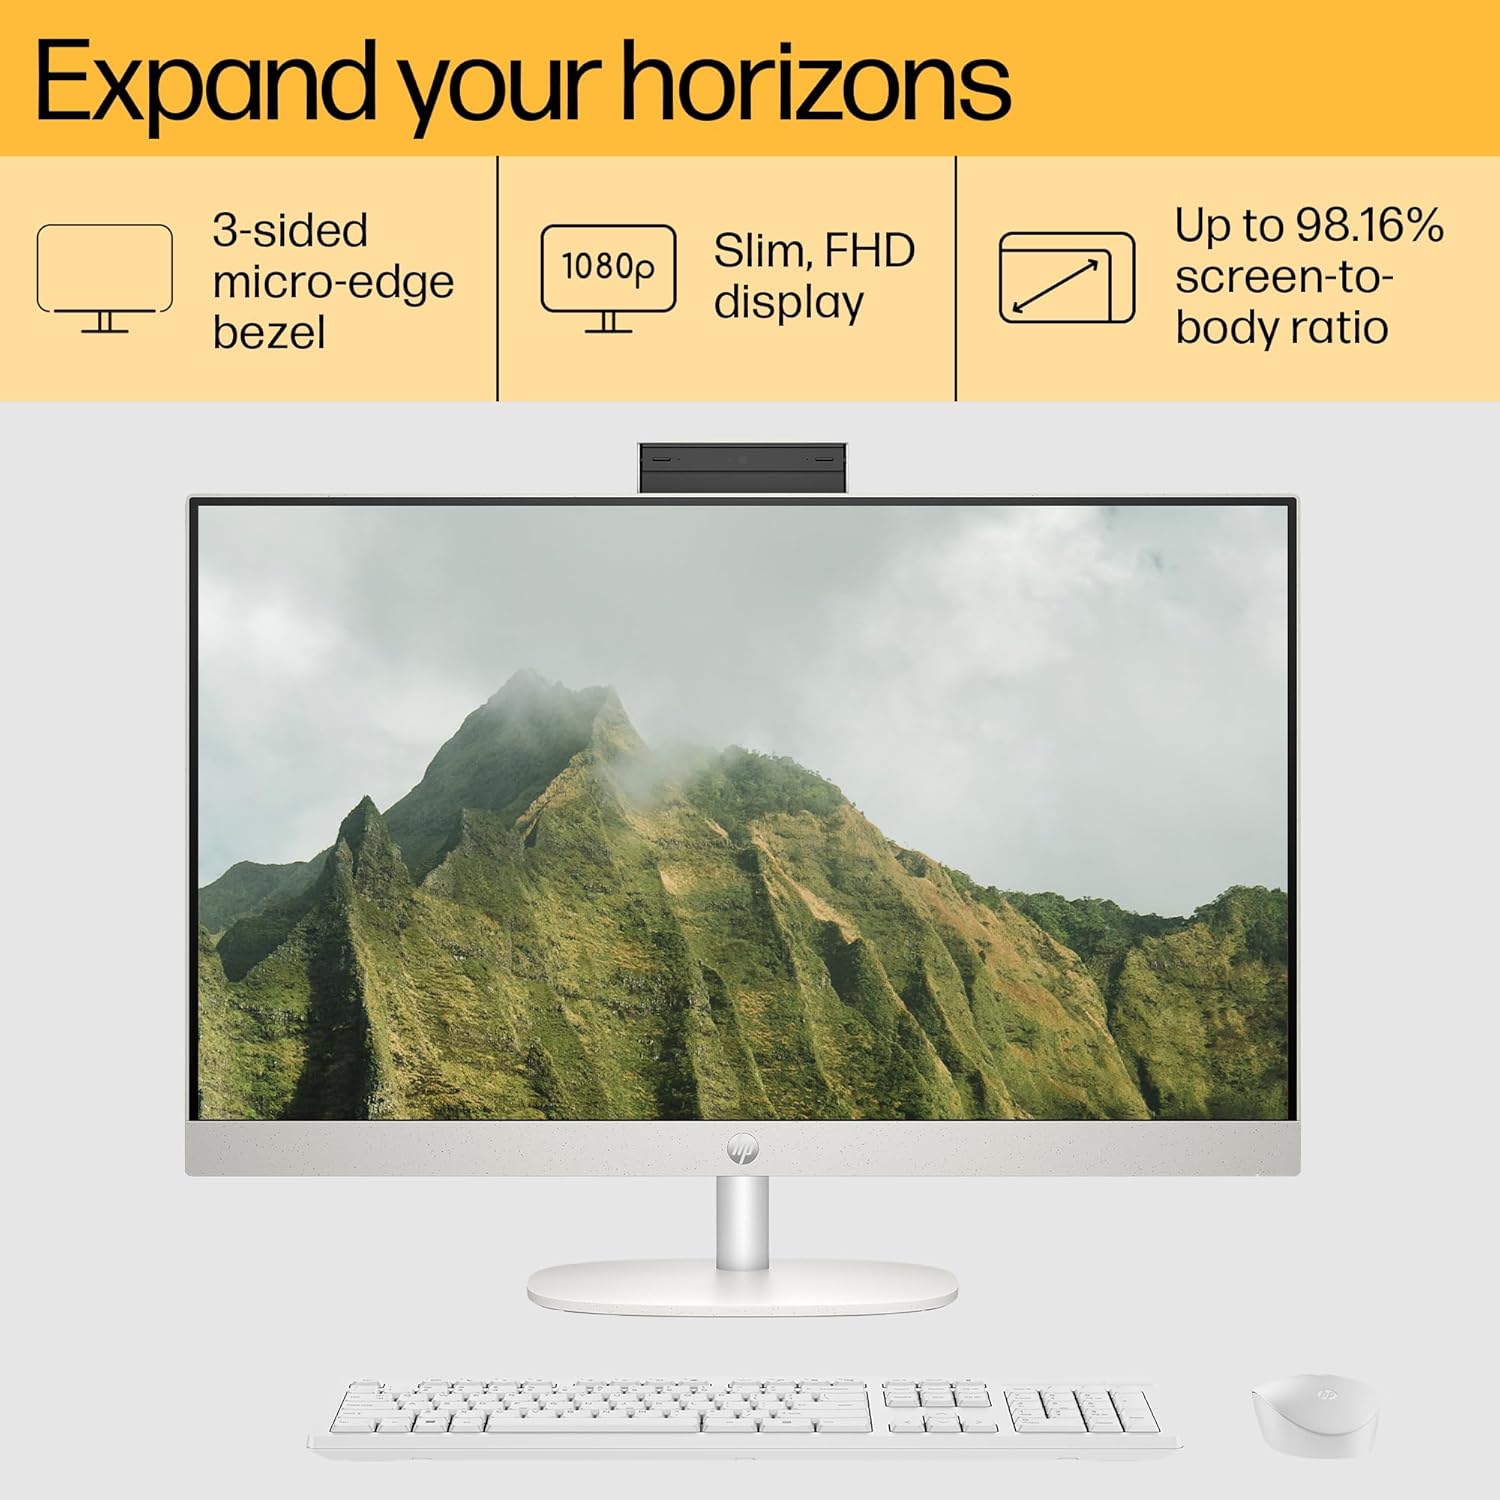 Expand your horizons
3-sided
micro-edge
bezel
1080p
Slim, FHD
display
Up to 98.16%
screen-to-
body ratio
hp
hp